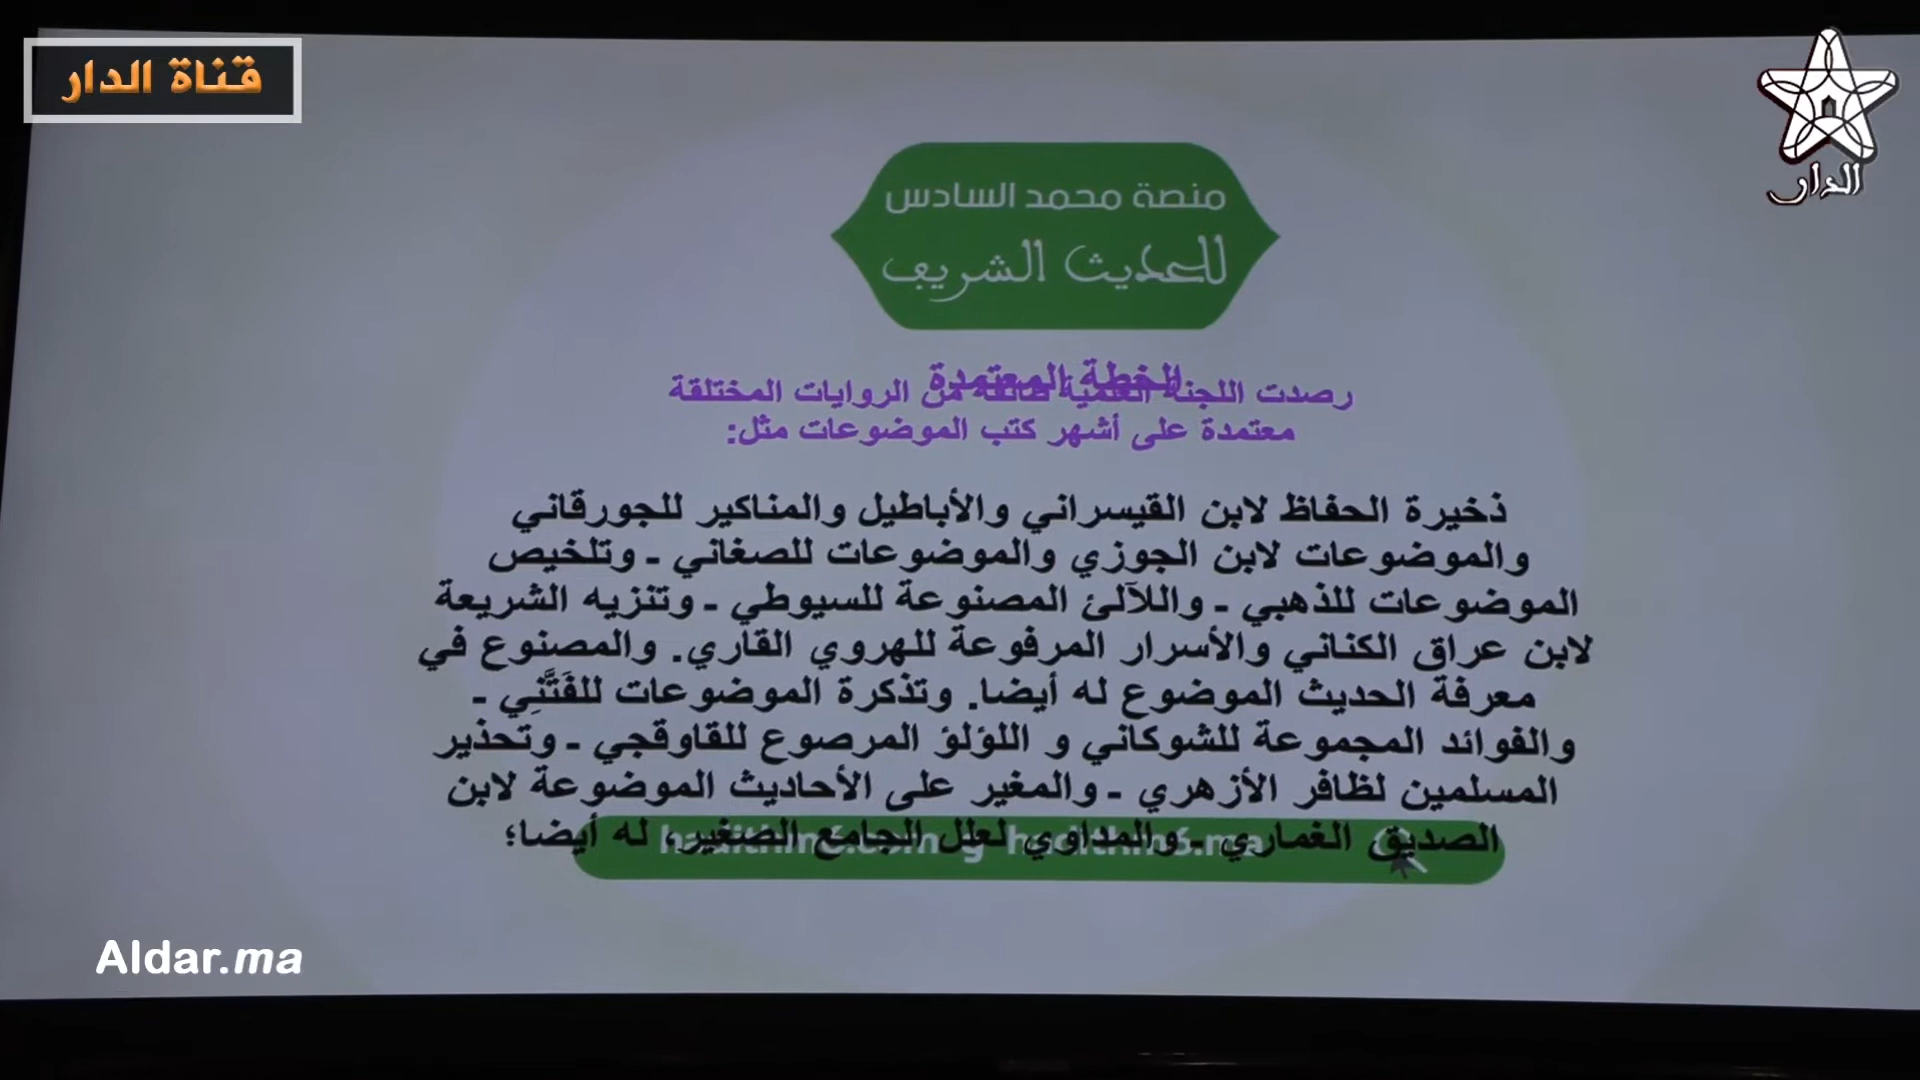 قناة الدار
الدار
منصة محمد السادس
للحديث الشريف
الخطة المعتمدة
رصدت اللجنة العلمية طائفة من الروايات المختلقة
معتمدة على أشهر كتب الموضوعات مثل:
ذخيرة الحفاظ لابن القيسراني والأباطيل والمناكير للجورقاني
والموضوعات لابن الجوزي والموضوعات للصغاني ـ وتلخيص
الموضوعات للذهبي ـ واللآلئ المصنوعة للسيوطي ـ وتنزيه الشريعة
لابن عراق الكناني والأسرار المرفوعة للهروي القاري. والمصنوع في
معرفة الحديث الموضوع له أيضا. وتذكرة الموضوعات للفَتَّنِي ـ
والفوائد المجموعة للشوكاني و اللؤلؤ المرصوع للقاوقجي ـ وتحذير
المسلمين لظافر الأزهري ـ والمغير على الأحاديث الموضوعة لابن
الصديق الغماري ـ والمداوي لعلل الجامع الصغير، له أيضا؛
hadithm6.com و hadithm6.ma
Aldar.ma